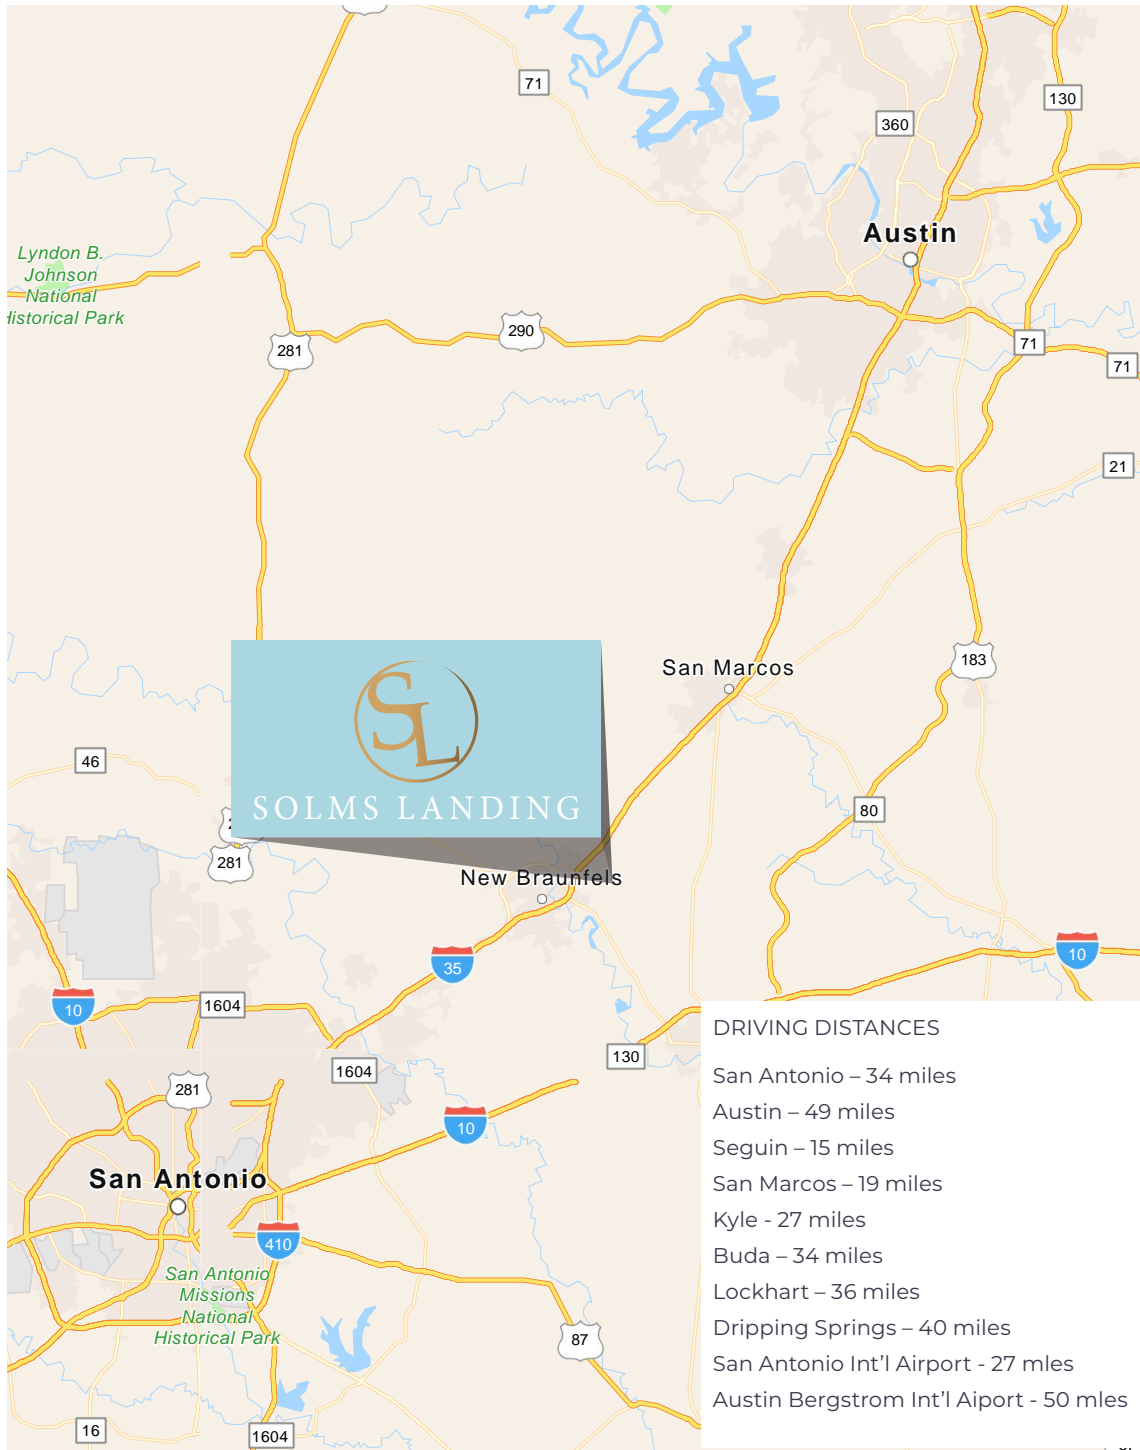 71
130
360
Austin
Lyndon B.
Johnson
National
Historical Park
290
281
71
71
21
183
San Marcos
46
SL
SOLMS LANDING
80
281
New Braunfels
35
10
10
1604
130
1604
281
10
San Antonio
410
San Antonio
Missions
National
Historical Park
87
16
1604
DRIVING DISTANCES
San Antonio – 34 miles
Austin – 49 miles
Seguin – 15 miles
San Marcos – 19 miles
Kyle - 27 miles
Buda – 34 miles
Lockhart – 36 miles
Dripping Springs – 40 miles
San Antonio Int’l Airport - 27 mles
Austin Bergstrom Int’l Aiport - 50 mles